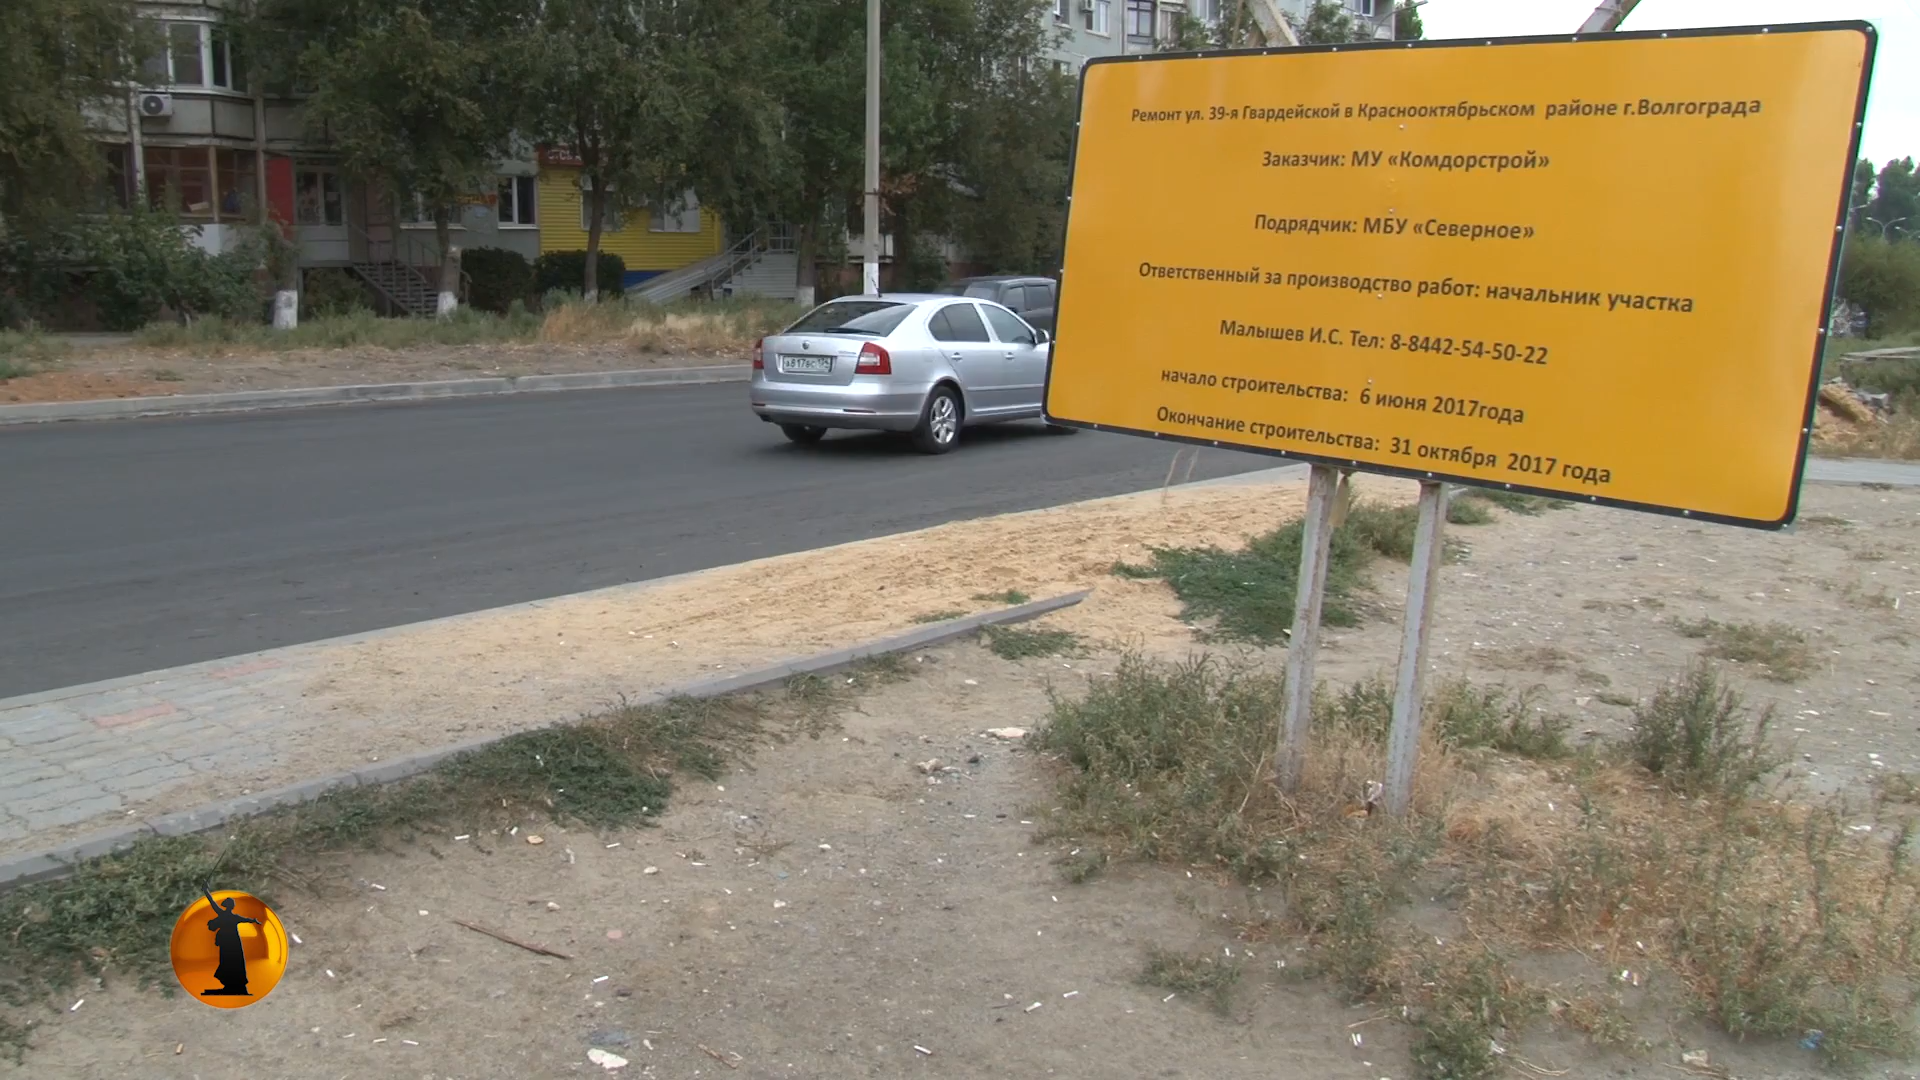 Ремонт ул. 39-я Гвардейской в Краснооктябрьском районе г.Волгограда
Заказчик: МУ «Комдорстрой»
Подрядчик: МБУ «Северное»
Ответственный за производство работ: начальник участка
Малышев И.С. Тел: 8-8442-54-50-22
начало строительства: 6 июня 2017года
Окончание строительства: 31 октября 2017 года
а817вс